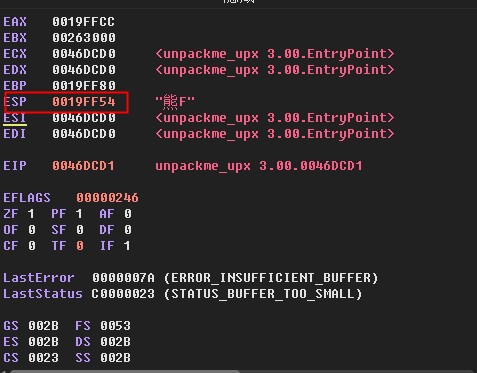 EAX 0019FFCC
EBX 00263000
ECX 0046DCD0 <unpackme_upx 3.00.EntryPoint>
EDX 0046DCD0 <unpackme_upx 3.00.EntryPoint>
EBP 0019FF80
ESP 0019FF54 "熊F"
ESI 0046DCD0 <unpackme_upx 3.00.EntryPoint>
EDI 0046DCD0 <unpackme_upx 3.00.EntryPoint>
EIP 0046DCD1 unpackme_upx 3.00.0046DCD1
EFLAGS 00000246
ZF 1 PF 1 AF 0
OF 0 SF 0 DF 0
CF 0 TF 0 IF 1
LastError 0000007A (ERROR_INSUFFICIENT_BUFFER)
LastStatus C0000023 (STATUS_BUFFER_TOO_SMALL)
GS 002B FS 0053
ES 002B DS 002B
CS 0023 SS 002B